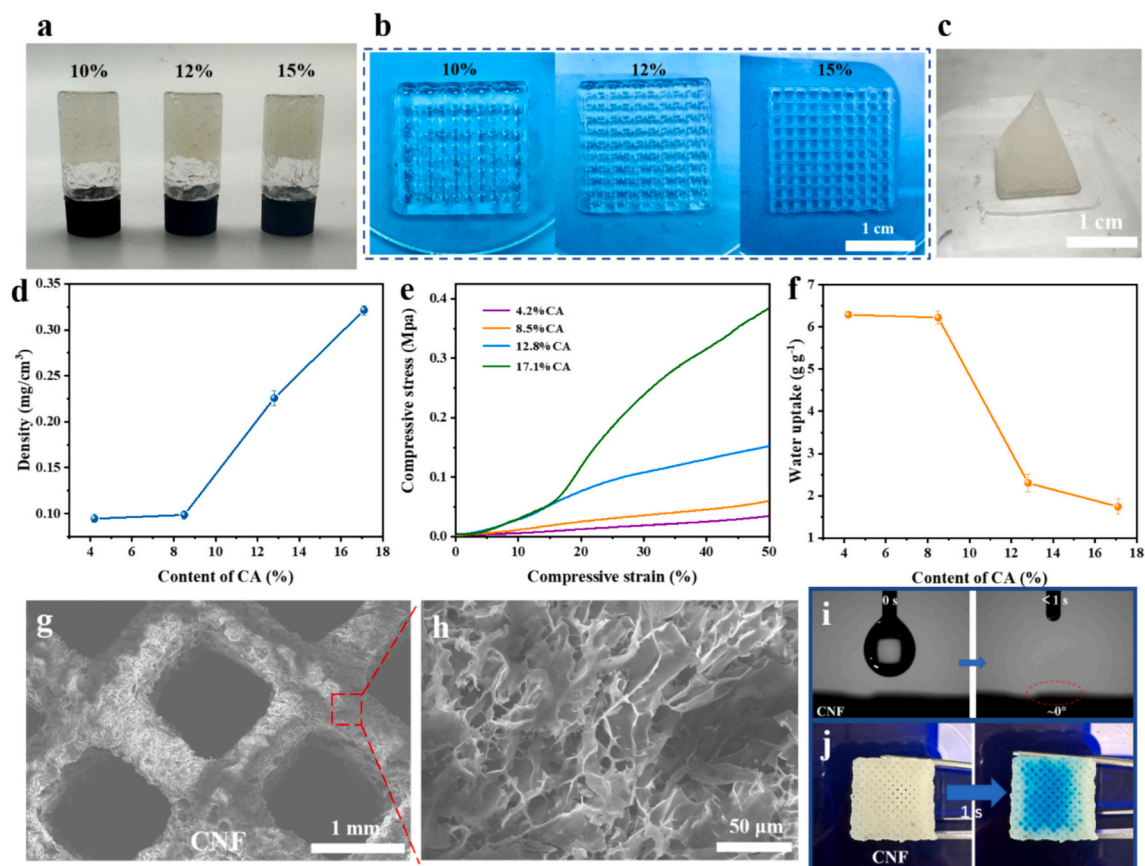 a
10% 12% 15%
b
10% 12% 15%
1 cm
c
1 cm
d
0.35
0.30
0.25
0.20
0.15
0.10
Density (mg/cm³)
4 6 8 10 12 14 16 18
Content of CA (%)
e
0.4
0.3
0.2
0.1
0.0
Compressive stress (Mpa)
4.2%CA
8.5%CA
12.8%CA
17.1%CA
0 10 20 30 40 50
Compressive strain (%)
f
7
6
5
4
3
2
1
Water uptake (g g⁻¹)
4 6 8 10 12 14 16 18
Content of CA (%)
g
CNF
1 mm
h
50 μm
i
0 s
< 1 s
CNF
~0°
j
1 s
CNF